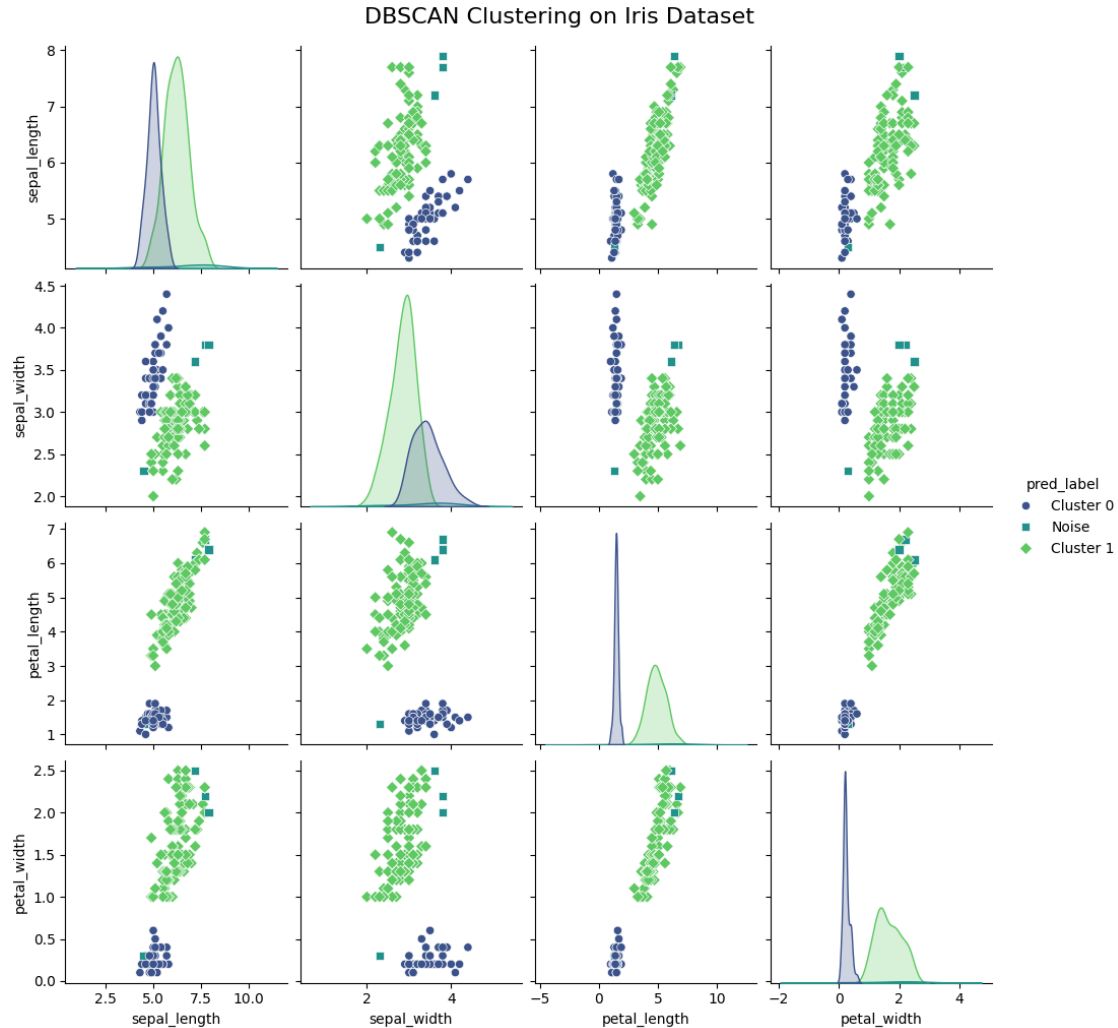 DBSCAN Clustering on Iris Dataset
8
7
6
5
sepal_length
4.5
4.0
3.5
3.0
2.5
2.0
sepal_width
pred_label
Cluster 0
Noise
Cluster 1
7
6
5
4
3
2
1
petal_length
2.5
2.0
1.5
1.0
0.5
0.0
petal_width
2.5 5.0 7.5 10.0
2 4
−5 0 5 10
−2 0 2 4
sepal_length
sepal_width
petal_length
petal_width